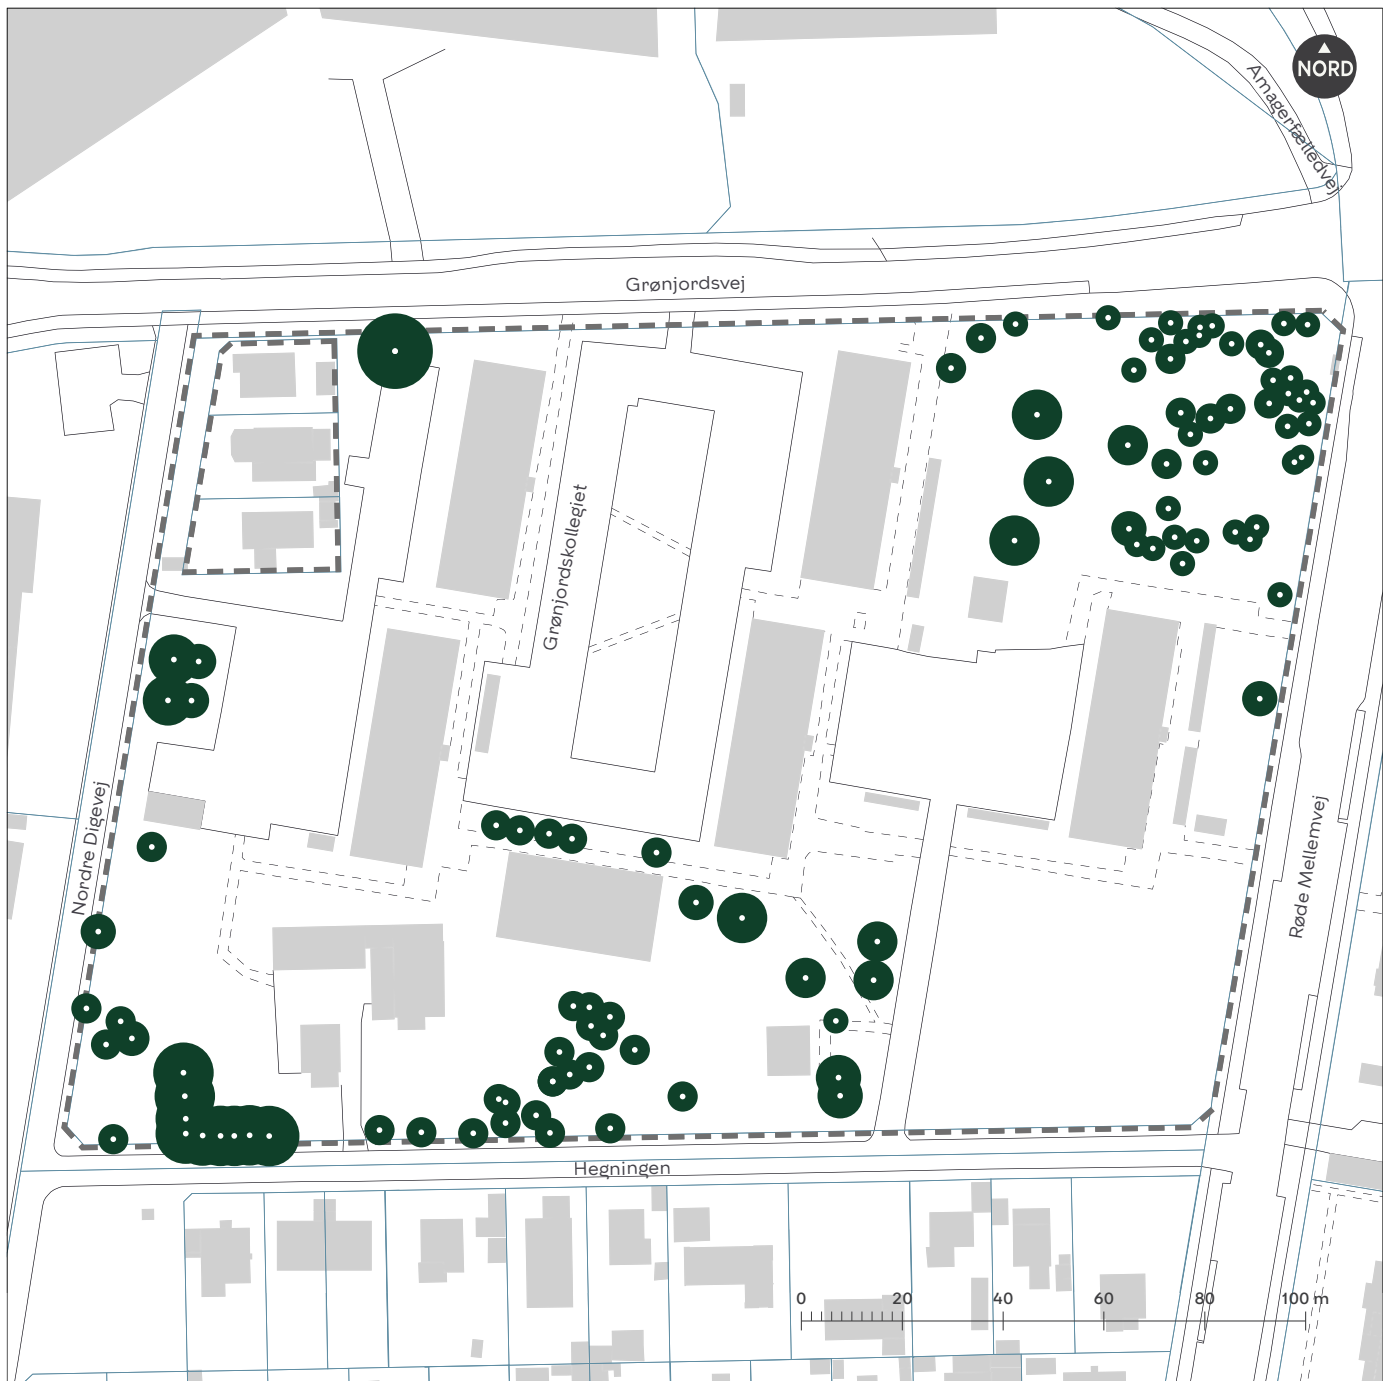 NORD
Amagerfælledvej
Grønjordsvej
Grønjordskollegiet
Nordre Digevej
Røde Mellemvej
Hegningen
0 20 40 60 80 100 m